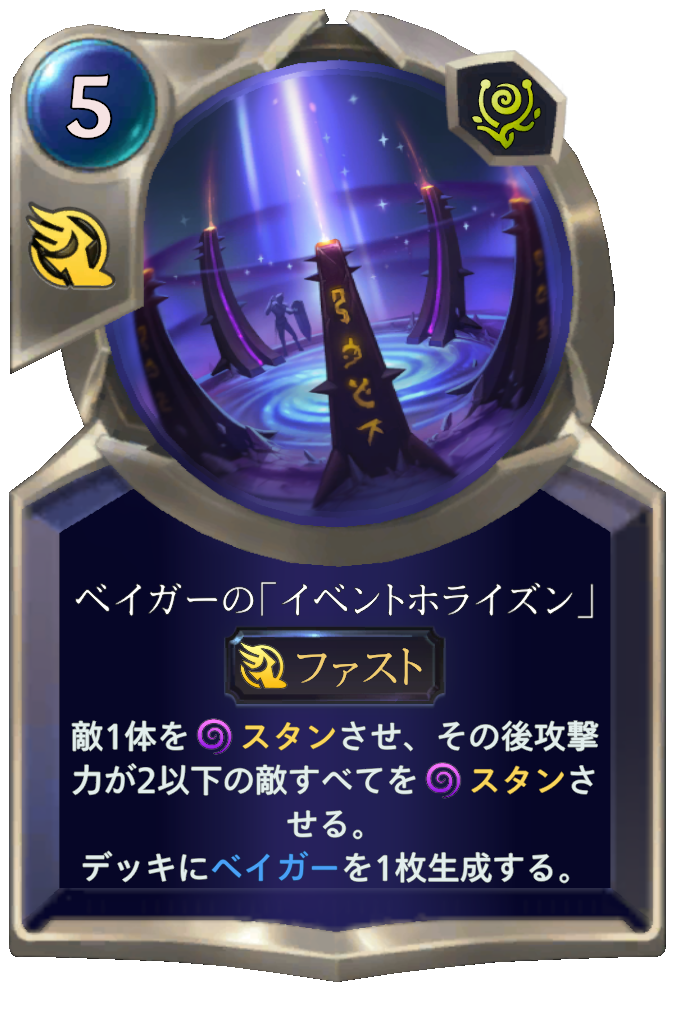 5
ベイガーの「イベントホライズン」
ファスト
敵1体をスタンさせ、その後攻撃
力が2以下の敵すべてをスタンさ
せる。
デッキにベイガーを1枚生成する。